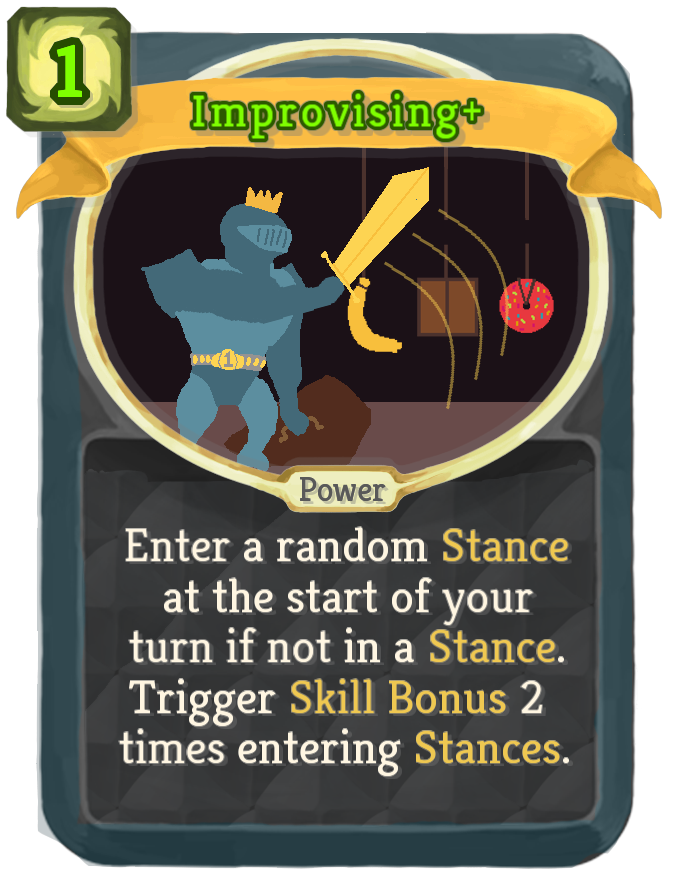 1
Improvising+
1
Power
Enter a random Stance
at the start of your
turn if not in a Stance.
Trigger Skill Bonus 2
times entering Stances.